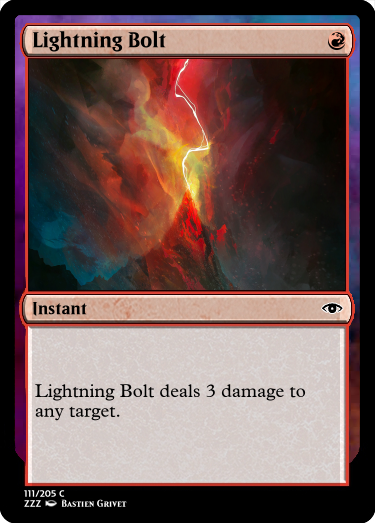 Lightning Bolt
Instant
Lightning Bolt deals 3 damage to
any target.
111/205 C
ZZZ Bastien Grivet